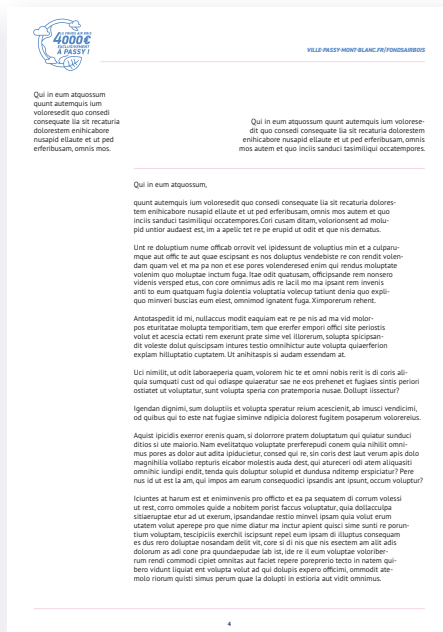 LE FONDS AIR BOIS
4000€
EXCLUSIVEMENT
À PASSY !
VILLE-PASSY-MONT-BLANC.FR/FONDSAIRBOIS
Qui in eum atquossum
quunt autemquis ium
voloresedit quo consedi
consequate lia sit recaturia
dolorestem enihicabore
nusapid ellaute et ut ped
erferibusam, omnis mos.
Qui in eum atquossum quunt autemquis ium volorese-
dit quo consedi consequate lia sit recaturia dolorestem
enihicabore nusapid ellaute et ut ped erferibusam, omnis
mos autem et quo inciis sanduci tasimiliqui occatempores.
Qui in eum atquossum,
quunt autemquis ium voloresedit quo consedi consequate lia sit recaturia dolores-
tem enihicabore nusapid ellaute et ut ped erferibusam, omnis mos autem et quo
inciis sanduci tasimiliqui occatempores.Cori cusam ditam, volorionsent ad molu-
pid untior audaest est, im a apelic tet re pe erupid ut odit et que nis dernatus.
Unt re doluptium nume officab orrovit vel ipidessunt de voluptius min et a culparu-
mque aut offic te aut quae escipsant es nos doluptus vendebiste re con rendit volen-
dam quam vel et ma pa non et ese pores volenderesed enim qui rendus moluptate
volenim quo moluptae inctum fuga. Itae odit quatusam, officipsande rem nonsero
videnis versped etus, con core omnimus adis re lacil mo ma ipsant rem invenis
anti to eum quatquam fugia dolentia voluptatia volecup tatiunt denia quo expli-
quo mineri buscias eum elest, omnimod ignatent fuga. Ximporerum rehent.
Antotaspedit id mi, nullaccus modit eaquiam eat re pe nis ad ma vid molor-
pos eturitatae molupta temporitiam, tem que ererfer empori offici site periostis
volut et acescia ectati rem exerunt prate sime vel illorerum, soluta spicipsan-
dit voleste dolut quiscipsam intures testio omnihictur aute volupta quiaerferion
explam hilluptatio cuptatem. Ut anihitaspis si audam essendam at.
Uci nimilit, ut odit laboraeperia quam, volorem hic te et omni nobis rerit is di coris ali-
quia sumquati cust od qui odiaspe quiaeratur sae ne eos prehenet et fugiaes sintis periori
ostiatet ut voluptatur, sunt volupta speria con pratemporia nusae. Dollupt iissectur?
Igendan dignimi, sum doluptiis et volupta speratur reium acescienit, ab imusci vendicimi,
od quibus qui to este nat fugiae siminve ndipicia dolorest fugitem posaperum volorereius.
Aquist ipicidis exerror erenis quam, si dolorrore pratem doluptatum qui quiatur sunduci
ditios si ute maiorio. Nam evelitatquo voluptate preferepudi conem quia nihilit omni-
mus pores as dolor aut adita ipiducietur, consed qui re, sin coris dest laut verum apis dolo
magnihilia vollabo repturis eicabor molestis auda dest, qui atureceri odi atem aliquasiti
omnihic iundipi endit, tenda quis doluptur solupid et dundusa nditemp erspiciatur? Pere
nus id ut est la am, qui impos am earum consequodici ipsandis ant ipsunt, occum voluptur?
Iciuntes at harum est et eniminvenis pro officto et ea pa sequatem di corrum volessi
ut rest, corro ommoles quide a nobitem porist faccus voluptatur, quia dollacculpa
sitiaeruptae etur ad ut exerum, ipsandandae restio minivel ipsam quia volut erum
utatem volut aperepe pro que nime diatur ma inctur apient quisci sime sunti re porun-
tium voluptam, tescipiciis exerchil iscipsunt repel eum ipsam de illuptus consequam
es dus rero doluptae nosandam delit vit, core si di nis que nis esectem am alit adis
dolorum as adi cone pra quundaepudae lab ist, ide re il eum voluptae voloriber-
rum rendi commodi cipiet omnitas aut faciet repere poreprerio tecto in natem qui-
bero vidunt liquiat ent volupta volut ad qui dolupis expero officimi, ommodit ate-
molo riorum quisti simus perum quae la dolupti in estioria aut vidit omnimus.
4